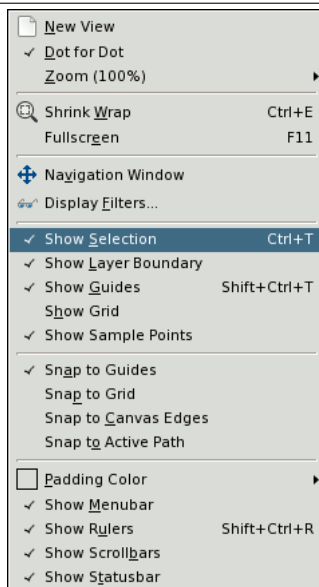 New View
Dot for Dot
Zoom (100%)
Shrink Wrap Ctrl+E
Fullscreen F11
Navigation Window
Display Filters...
Show Selection Ctrl+T
Show Layer Boundary
Show Guides Shift+Ctrl+T
Show Grid
Show Sample Points
Snap to Guides
Snap to Grid
Snap to Canvas Edges
Snap to Active Path
Padding Color
Show Menubar
Show Rulers Shift+Ctrl+R
Show Scrollbars
Show Statusbar